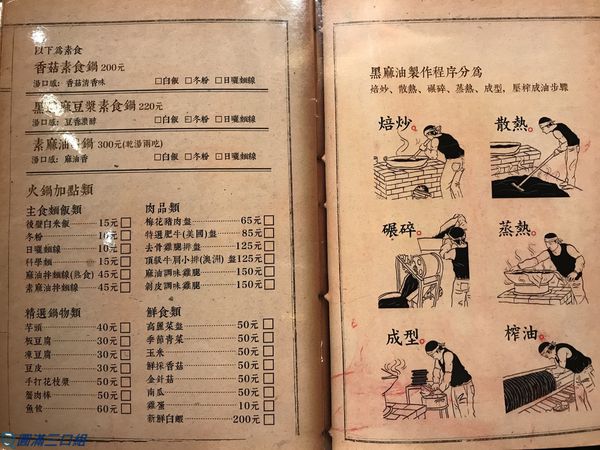 以下為素食
香菇素食鍋 200元
湯口感: 香菇清香味 □白飯 □冬粉 □日曬麵線
黑 麻豆漿素食鍋 220元
湯口感: 豆香濃醇 □白飯 □冬粉 □日曬麵線
素麻油 鍋 300元(乾湯兩吃)
湯口感: 麻油香 □白飯 □冬粉 □日曬麵線
火鍋加點類
主食麵飯類
後壁白米飯 15元 □
冬粉 10元 □
日曬麵線 10元 □
科學麵 15元 □
麻油拌麵線(熟食) 45元 □
素麻油拌麵線 45元 □
精選鍋物類
芋頭 40元 □
板豆腐 30元 □
凍豆腐 30元 □
豆皮 30元 □
手打花枝漿 50元 □
蟹肉棒 50元 □
魚餃 60元 □
肉品類
梅花豬肉盤 65元 □
特選肥牛(美國)盤 85元 □
去骨雞腿排盤 125元 □
頂級牛肩小排(澳洲)盤 125元 □
麻油調味雞腿 150元 □
剝皮調味雞腿 150元 □
鮮食類
高麗菜盤 50元 □
季節青菜 50元 □
玉米 50元 □
鮮採香菇 50元 □
金針菇 50元 □
南瓜 50元 □
雞蛋 10元 □
新鮮白蝦 200元 □
黑麻油製作程序分為
焙炒、散熱、碾碎、蒸熱、成型，壓榨成油步驟
焙炒
散熱
碾碎
蒸熱
成型
榨油
圓滿三口組